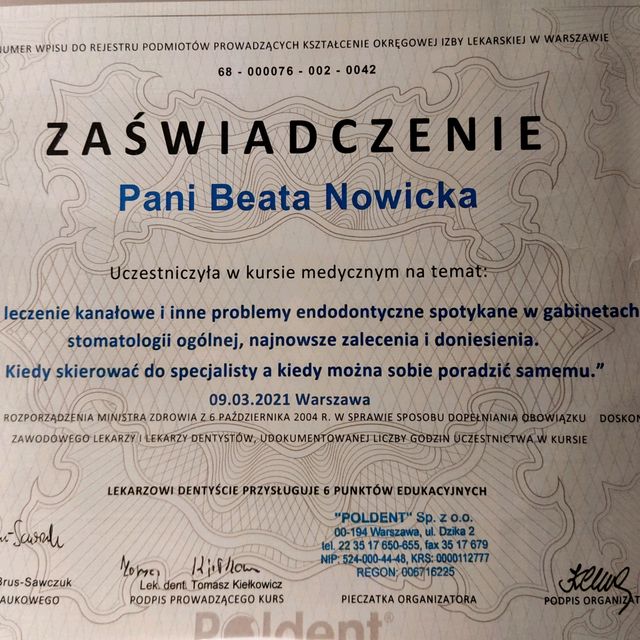 NUMER WPISU DO REJESTRU PODMIOTÓW PROWADZĄCYCH KSZTAŁCENIE OKRĘGOWEJ IZBY LEKARSKIEJ W WARSZAWIE
68 - 000076 - 002 - 0042
ZAŚWIADCZENIE
Pani Beata Nowicka
Uczestniczyła w kursie medycznym na temat:
leczenie kanałowe i inne problemy endodontyczne spotykane w gabinetach
stomatologii ogólnej, najnowsze zalecenia i doniesienia.
Kiedy skierować do specjalisty a kiedy można sobie poradzić samemu.”
09.03.2021 Warszawa
ROZPORZĄDZENIA MINISTRA ZDROWIA Z 6 PAŹDZIERNIKA 2004 R. W SPRAWIE SPOSOBU DOPEŁNIANIA OBOWIĄZKU DOSKON
ZAWODOWEGO LEKARZY I LEKARZY DENTYSTÓW, UDOKUMENTOWANEJ LICZBY GODZIN UCZESTNICTWA W KURSIE
LEKARZOWI DENTYŚCIE PRZYSŁUGUJE 6 PUNKTÓW EDUKACYJNYCH
"POLDENT" Sp. z o.o.
00-194 Warszawa, ul. Dzika 2
tel. 22 35 17 650-655, fax 35 17 679
NIP: 524-000-44-48, KRS: 0000112777
REGON: 006716225
Brus-Sawczuk
Lek. dent. Tomasz Kiełkowicz
AUKOWEGO PODPIS PROWADZĄCEGO KURS PIECZATKA ORGANIZATORA PODPIS ORGANIZAT
Poldent®